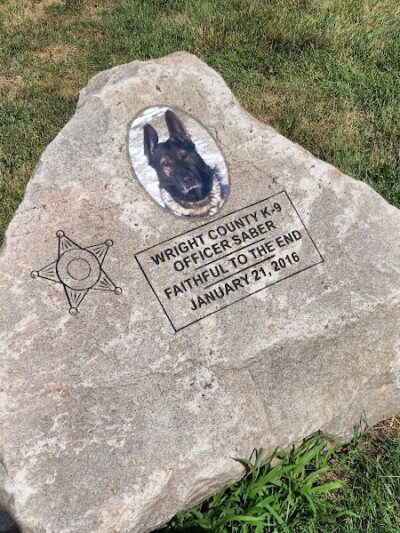 WRIGHT COUNTY K-9
OFFICER SABER
FAITHFUL TO THE END
JANUARY 21, 2016